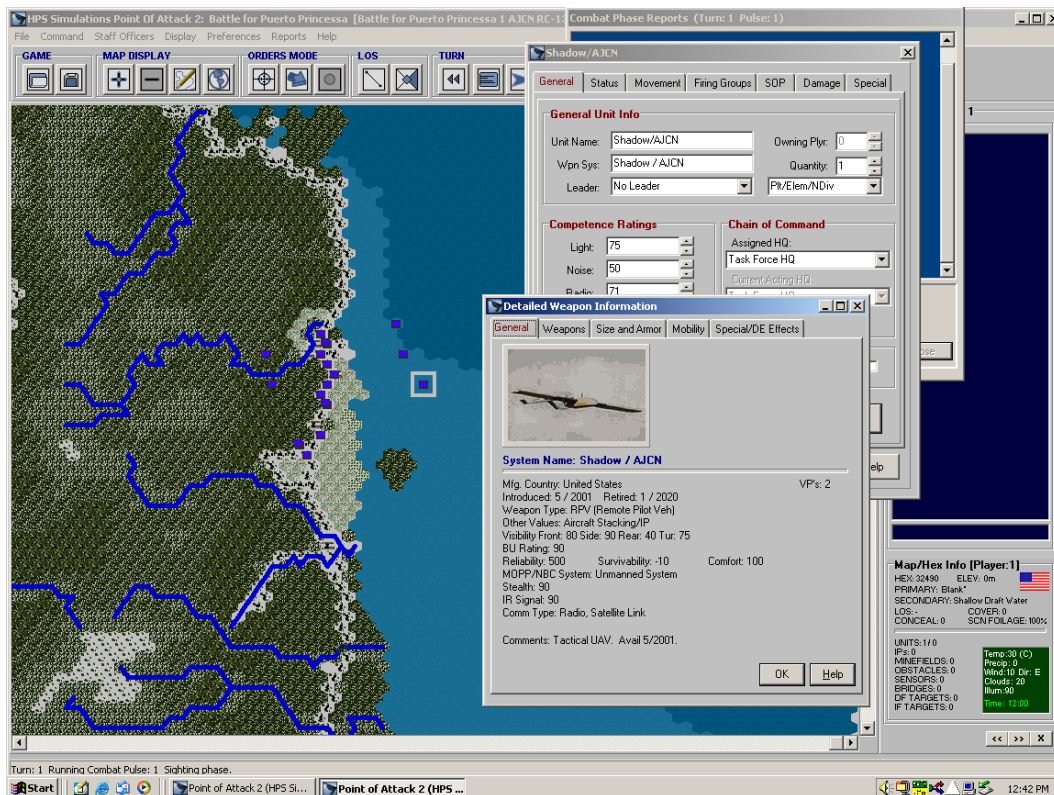 HPS Simulations Point Of Attack 2: Battle for Puerto Princessa [Battle for Puerto Princessa 1 AJCN RC-13
File Command Staff Officers Display Preferences Reports Help
GAME MAP DISPLAY ORDERS MODE LOS TURN
Combat Phase Reports (Turn: 1 Pulse: 1)
1
Shadow/AJCN
General Status Movement Firing Groups SOP Damage Special
General Unit Info
Unit Name: Shadow/AJCN Owning Plyr: 0
Wpn Sys: Shadow / AJCN Quantity: 1
Leader: No Leader Plt/Elem/NDiv
Competence Ratings Chain of Command
Light: 75 Assigned HQ:
Task Force HQ
Noise: 50 Current Acting HQ:
Radio: 71 Task Force HQ
Detailed Weapon Information
General Weapons Size and Armor Mobility Special/DE Effects
System Name: Shadow / AJCN
Mfg. Country: United States VP's: 2
Introduced: 5 / 2001 Retired: 1 / 2020
Weapon Type: RPV (Remote Pilot Veh)
Other Values: Aircraft Stacking/IP
Visibility Front: 80 Side: 90 Rear: 40 Tur: 75
BU Rating: 90
Reliability: 500 Survivability: -10 Comfort: 100
MOPP/NBC System: Unmanned System
Stealth: 90
IR Signal: 90
Comm Type: Radio, Satellite Link
Comments: Tactical UAV. Avail 5/2001.
OK Help
ose
elp
Map/Hex Info [Player:1]
HEX: 32490 ELEV: 0m
PRIMARY: Blank"
SECONDARY: Shallow Draft Water
LOS: - COVER: 0
CONCEAL: 0 SCN FOILAGE: 100%
UNITS: 1/ 0
IPs: 0
MINEFIELDS: 0
OBSTACLES: 0
SENSORS: 0
BRIDGES: 0
DF TARGETS: 0
IF TARGETS: 0
Temp:30 (C)
Precip: 0
Wind:10 Dir: E
Clouds: 20
Illum:90
Time: 12:00
<< >> X
Turn: 1 Running Combat Pulse: 1 Sighting phase.
Start Point of Attack 2 (HPS Si... Point of Attack 2 (HPS ... 12:42 PM